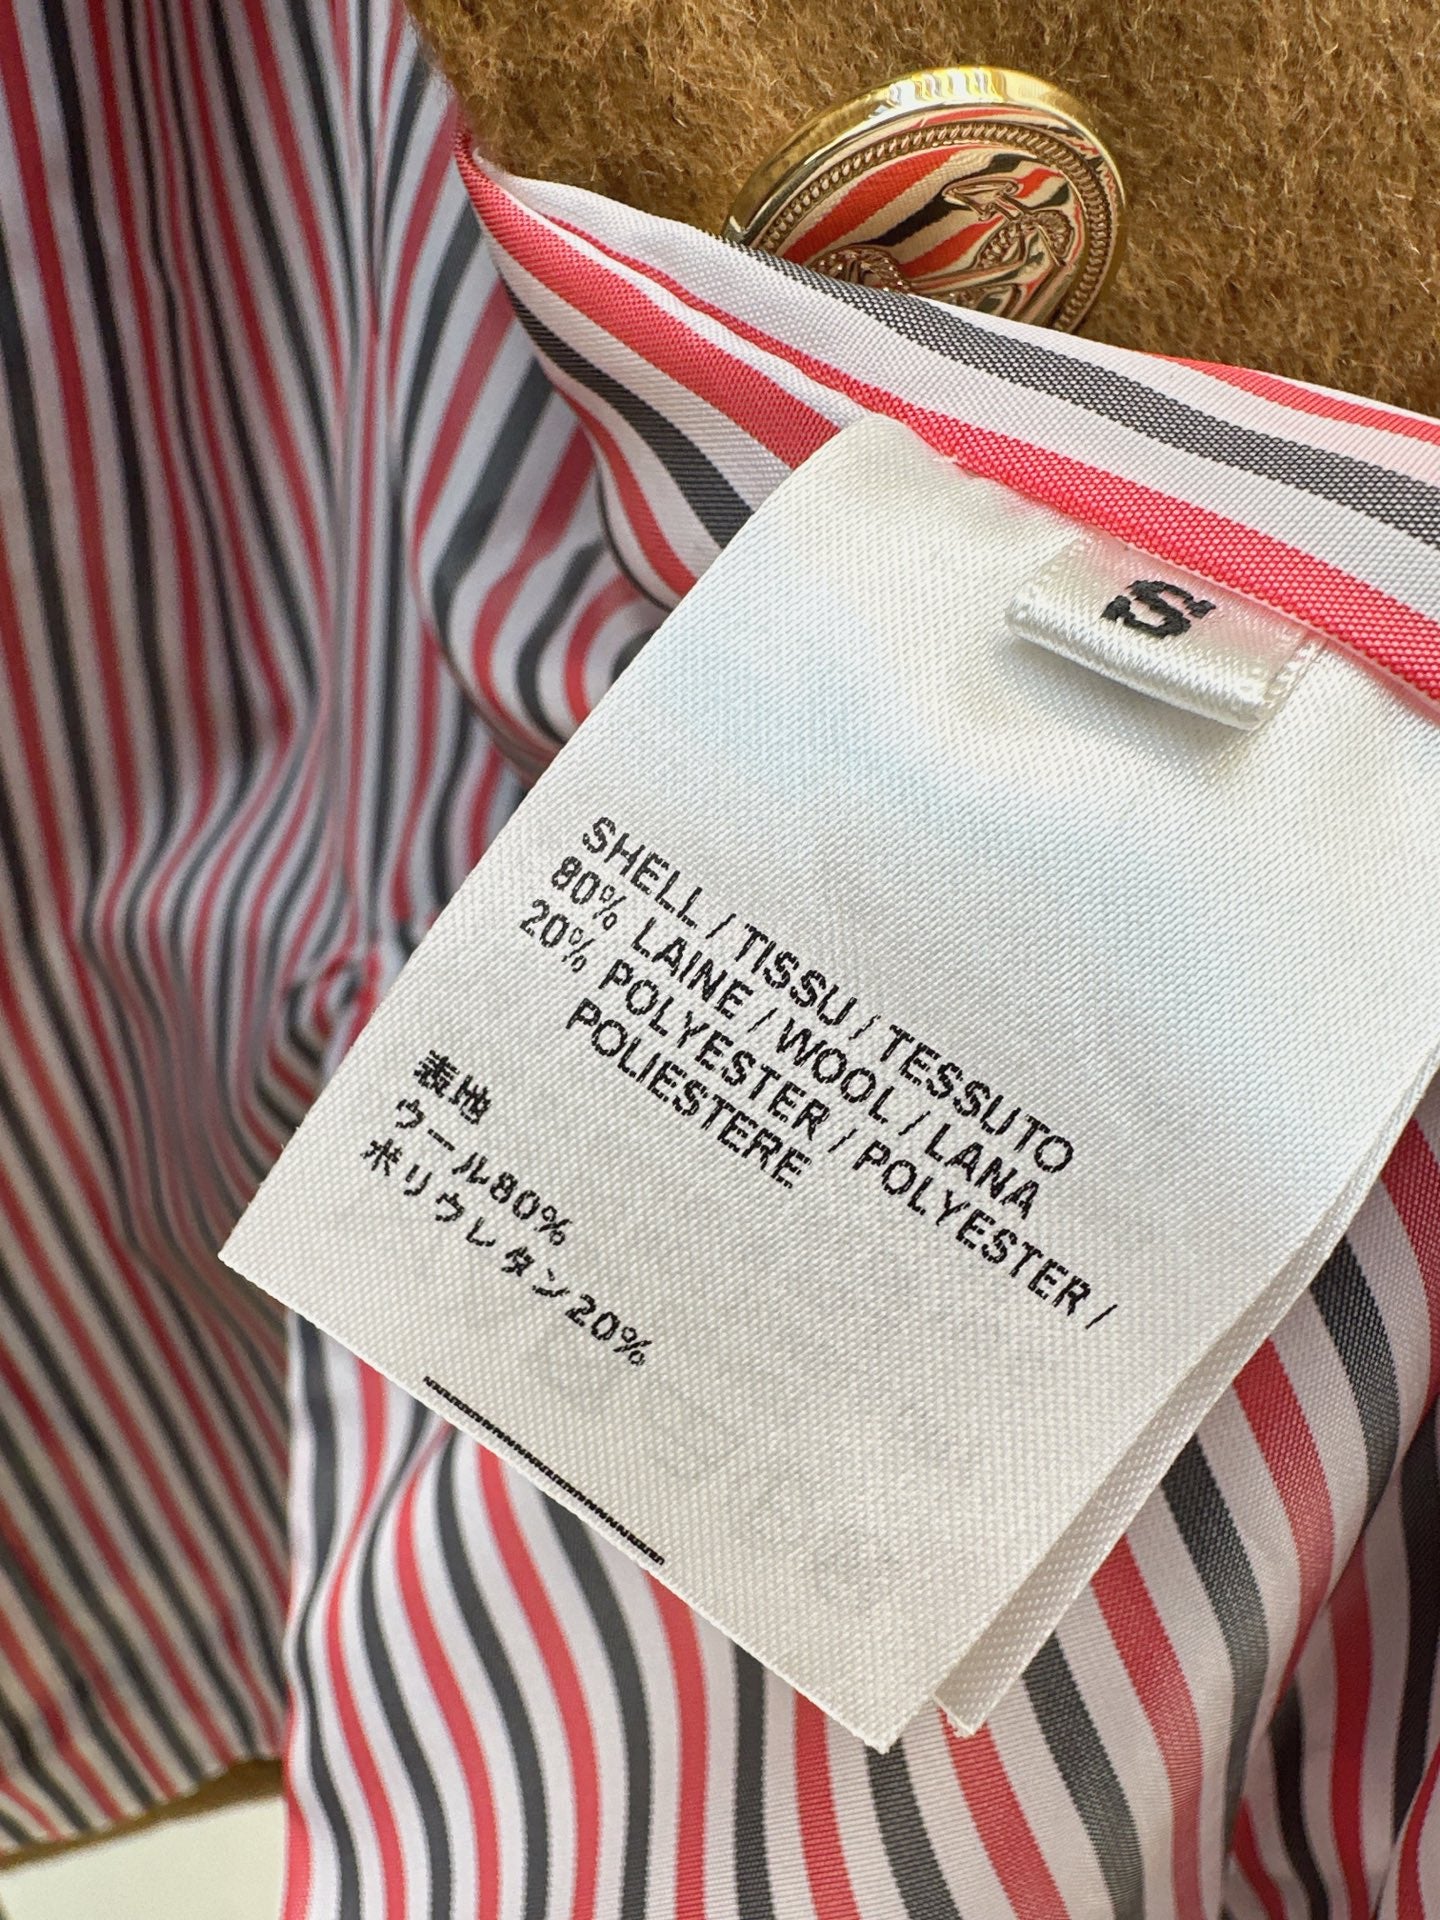 S
SHELL / TISSU / TESSUTO
80% LAINE / WOOL / LANA
20% POLYESTER / POLYESTER /
POLIESTERE
表地
ウール80%
ポリウレタン20%